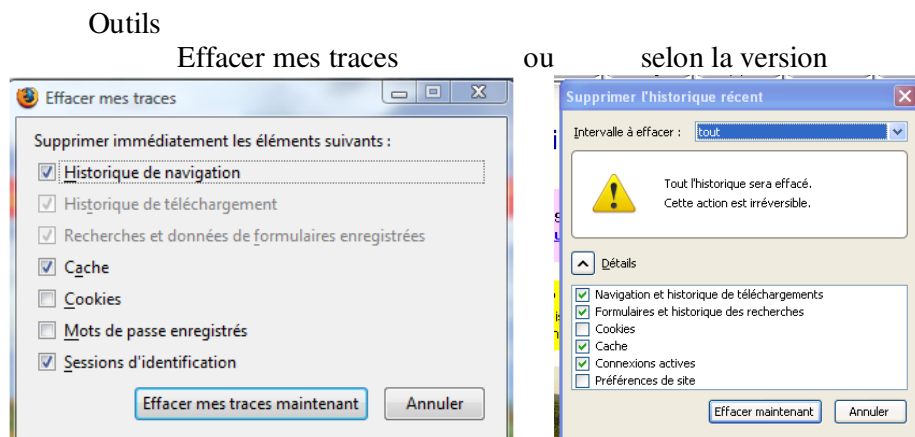 Outils
Effacer mes traces ou selon la version
Effacer mes traces
Supprimer immédiatement les éléments suivants :
Historique de navigation
Historique de téléchargement
Recherches et données de formulaires enregistrées
Cache
Cookies
Mots de passe enregistrés
Sessions d'identification
Effacer mes traces maintenant
Annuler
Supprimer l'historique récent
Intervalle à effacer : tout
Tout l'historique sera effacé.
Cette action est irréversible.
Détails
Navigation et historique de téléchargements
Formulaires et historique des recherches
Cookies
Cache
Connexions actives
Préférences de site
Effacer maintenant
Annuler